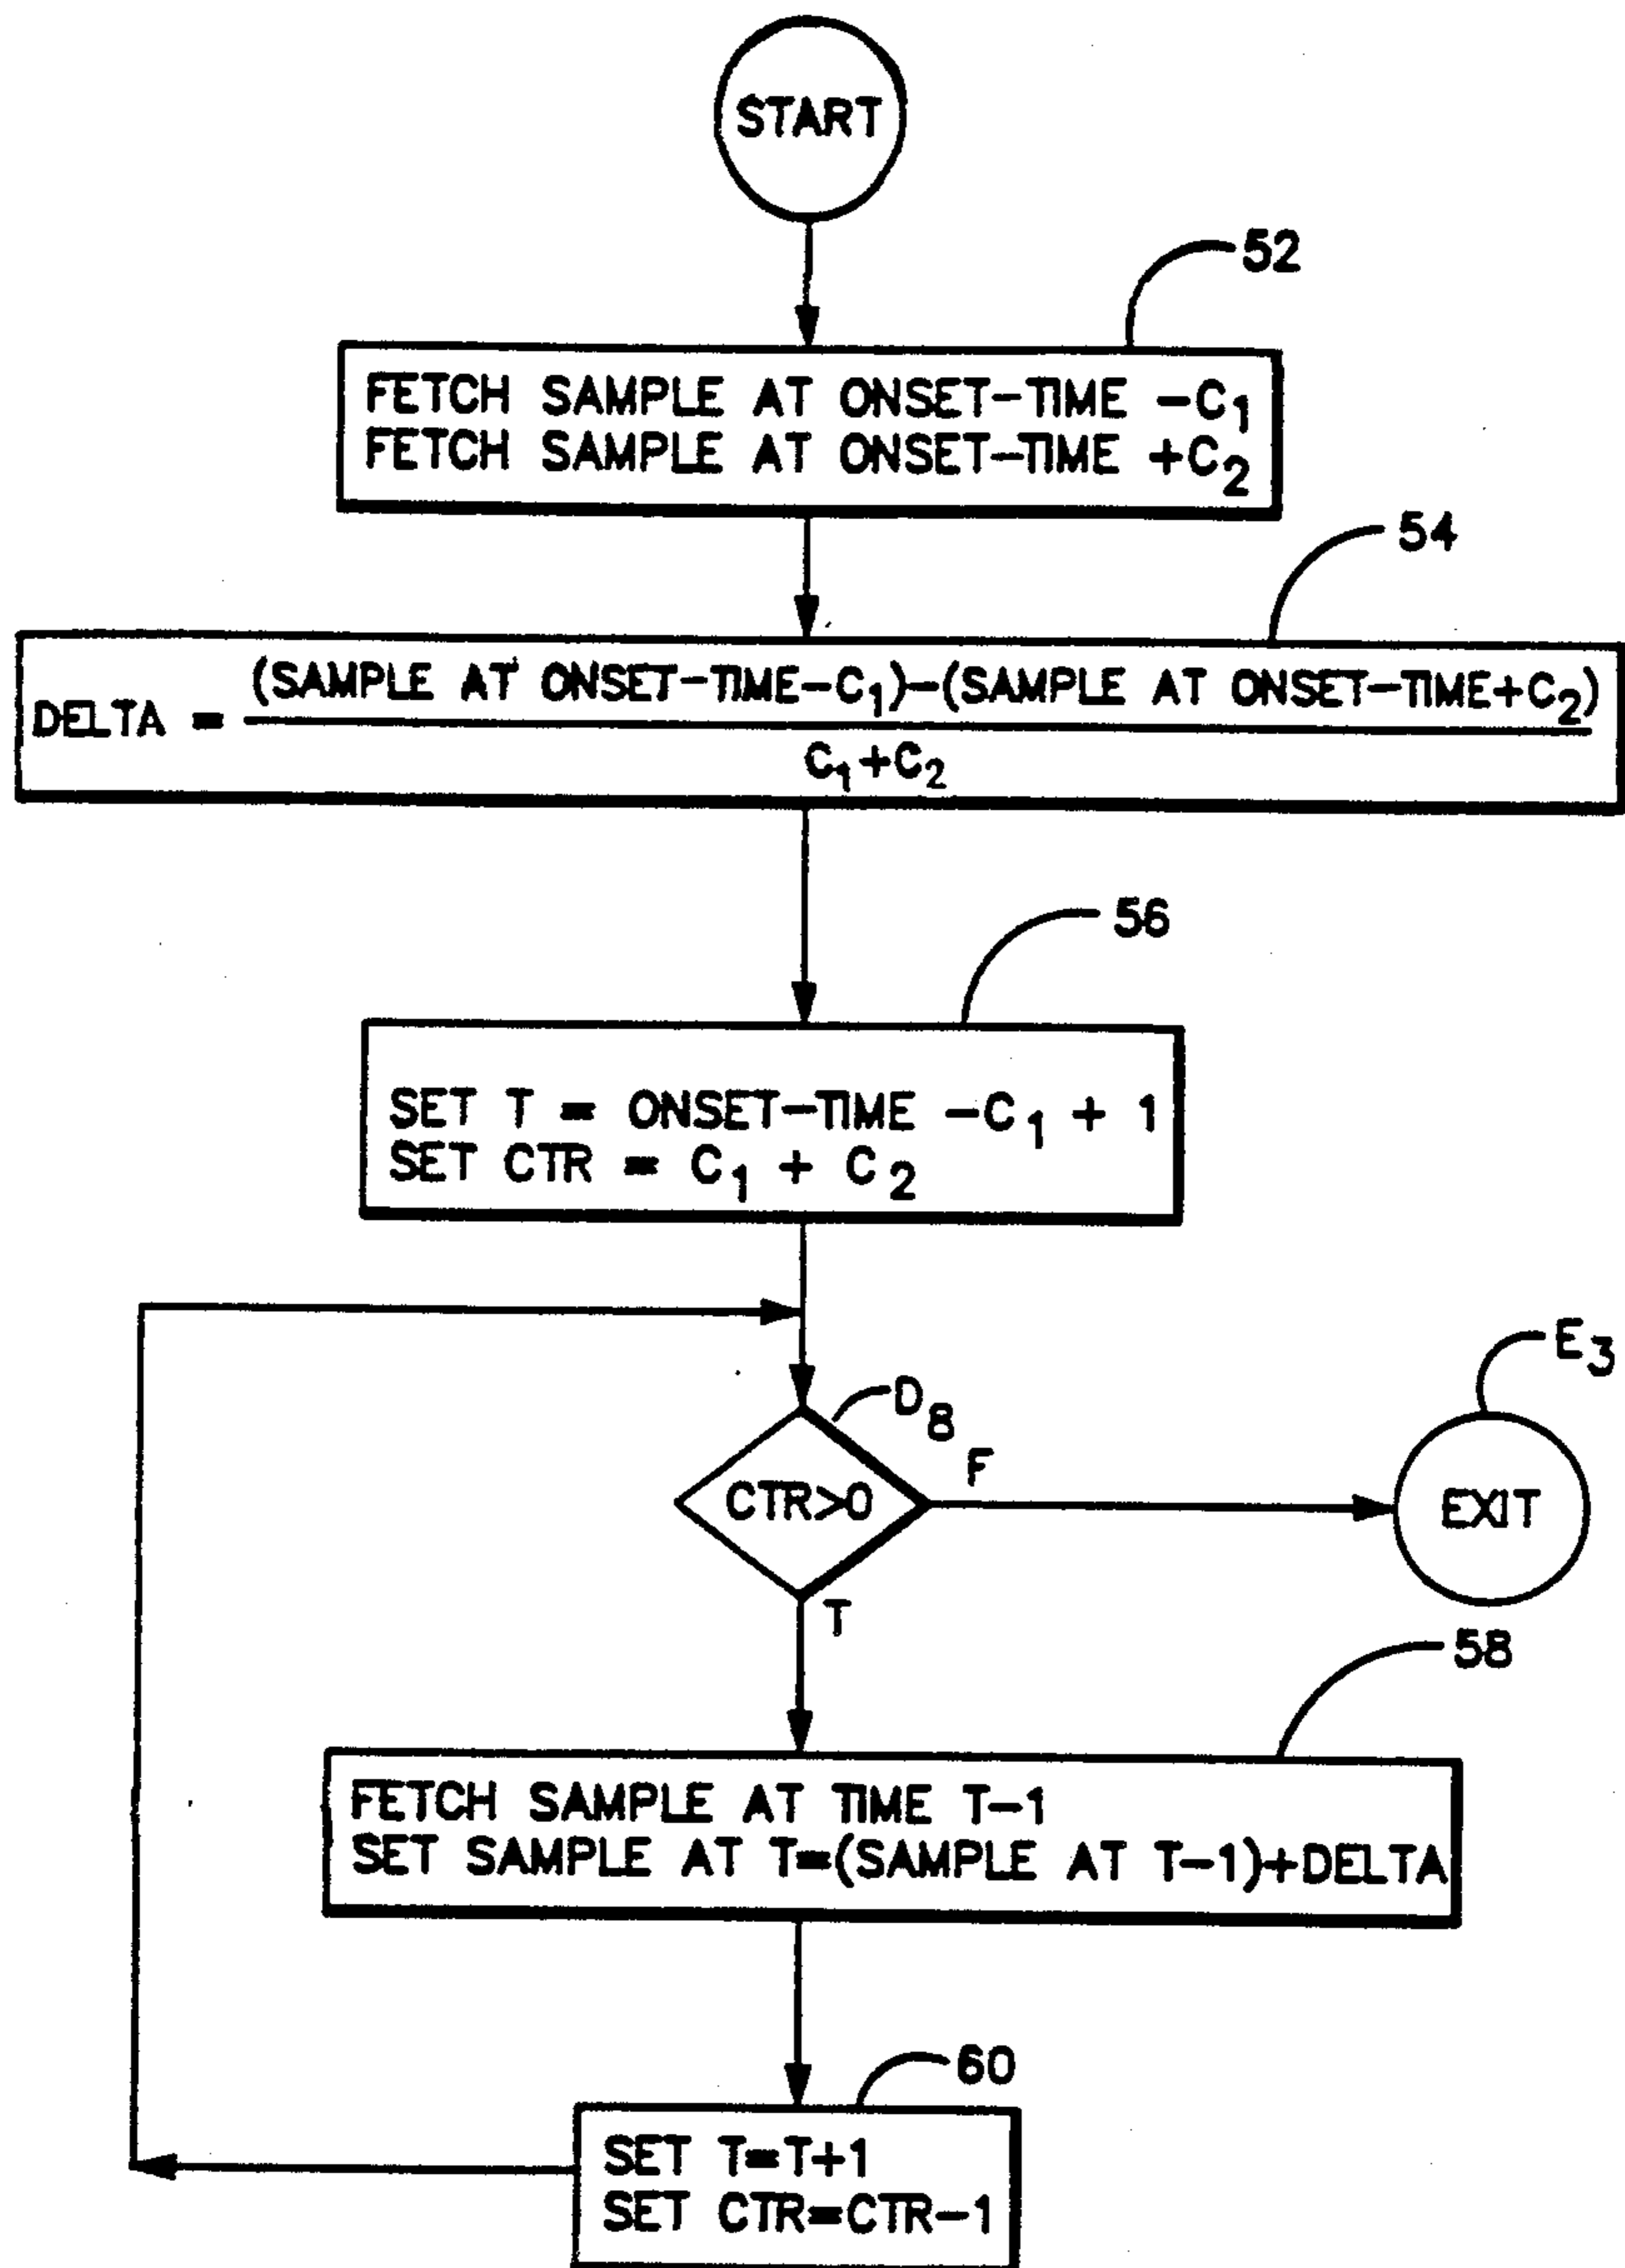 START
52
FETCH SAMPLE AT ONSET-TIME -C₁
FETCH SAMPLE AT ONSET-TIME +C₂
54
(SAMPLE AT ONSET-TIME-C₁)-(SAMPLE AT ONSET-TIME+C₂)
DELTA =
C₁+C₂
56
SET T = ONSET-TIME -C₁ + 1
SET CTR = C₁ + C₂
E₃
D₈
F
CTR>0
EXIT
T
58
FETCH SAMPLE AT TIME T-1
SET SAMPLE AT T=(SAMPLE AT T-1)+DELTA
60
SET T=T+1
SET CTR=CTR-1